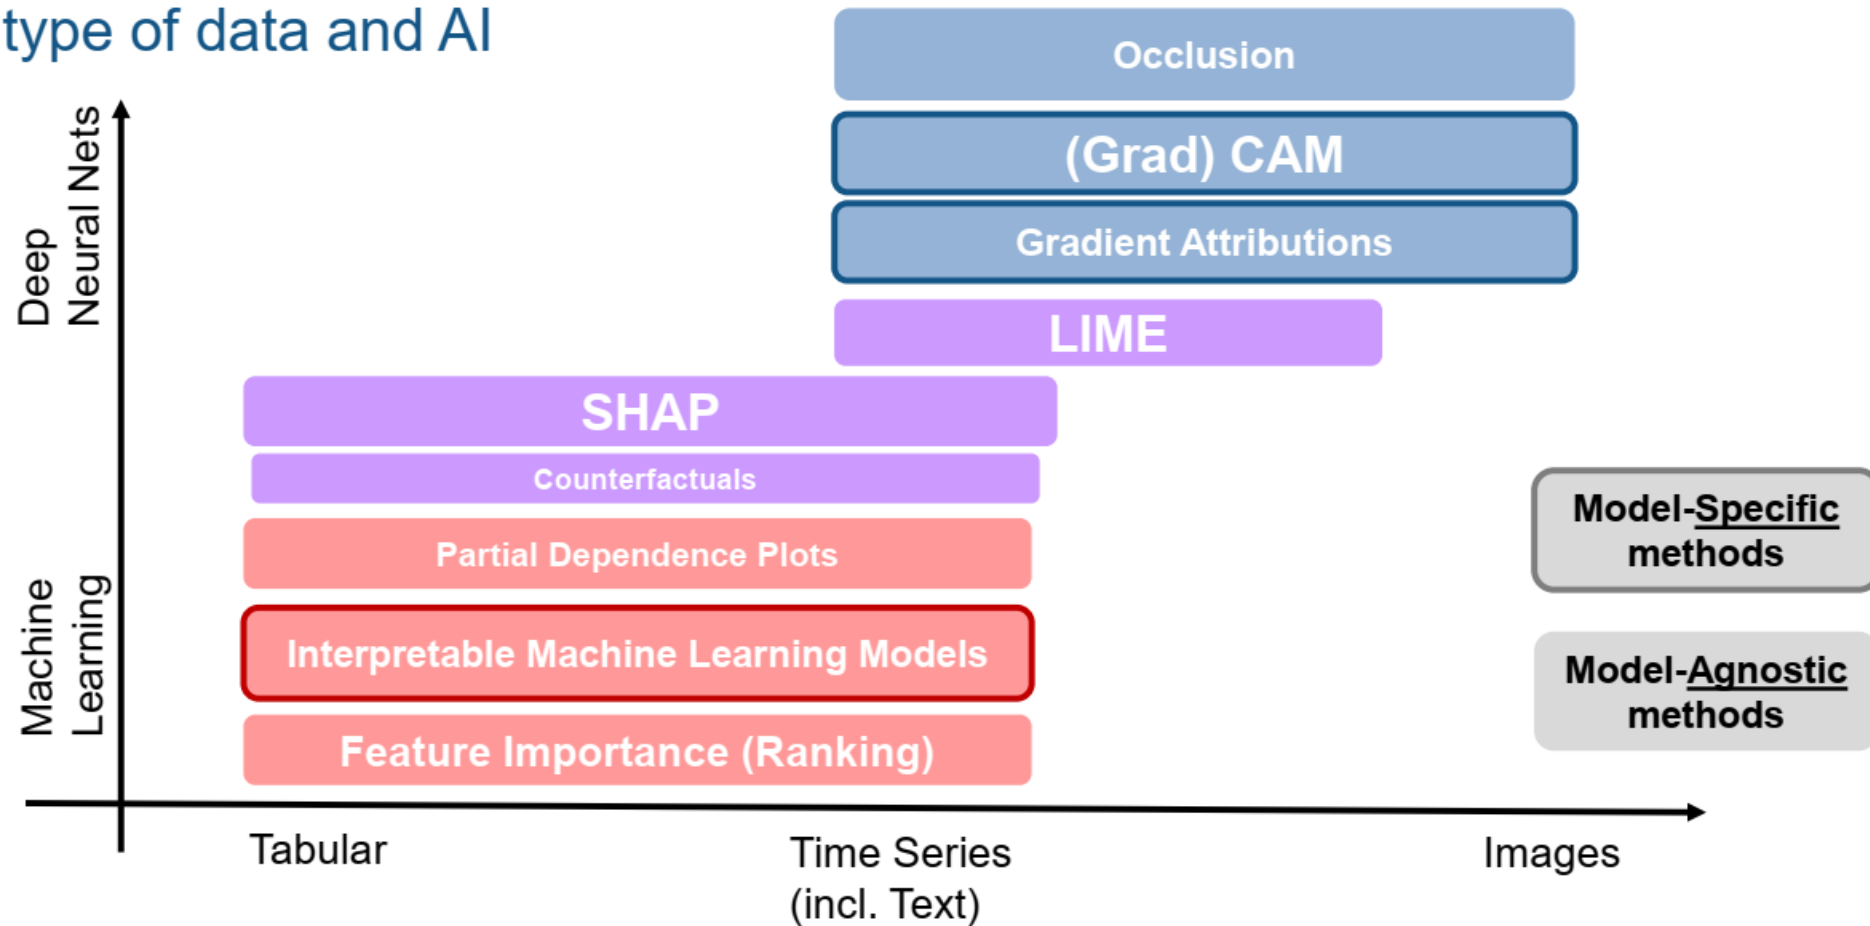 type of data and AI
Occlusion
(Grad) CAM
Gradient Attributions
LIME
SHAP
Counterfactuals
Partial Dependence Plots
Interpretable Machine Learning Models
Feature Importance (Ranking)
Deep
Neural Nets
Machine
Learning
Model-Specific
methods
Model-Agnostic
methods
Tabular
Time Series
(incl. Text)
Images